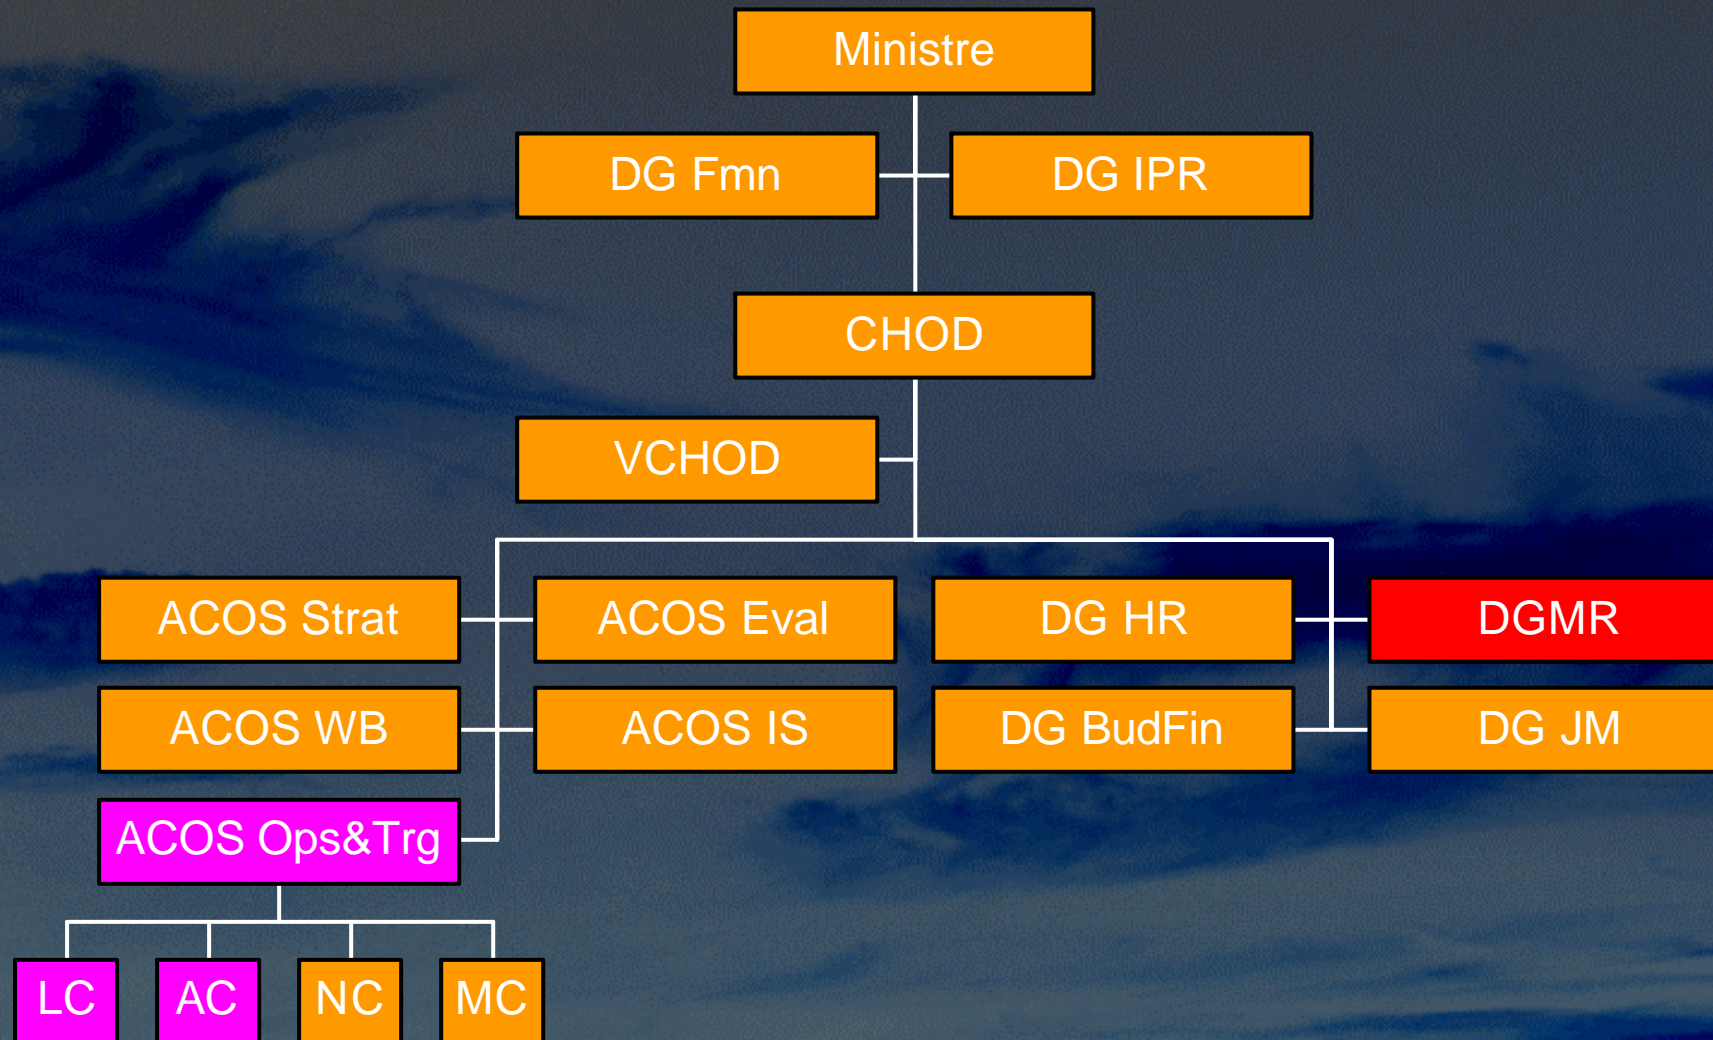 Ministre
DG Fmn
DG IPR
CHOD
VCHOD
ACOS Strat
ACOS Eval
DG HR
DGMR
ACOS WB
ACOS IS
DG BudFin
DG JM
ACOS Ops&Trg
LC
AC
NC
MC